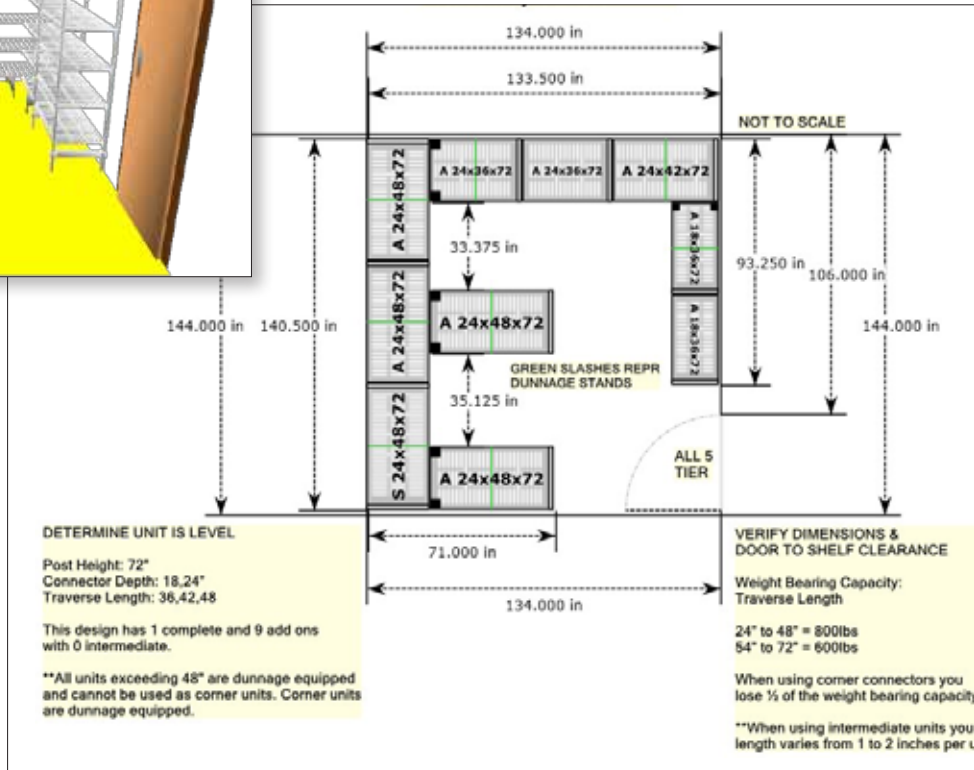 134.000 in
133.500 in
NOT TO SCALE
A 24x48x72
A 24x36x72
A 24x36x72
A 24x42x72
A 18x36x72
33.375 in
93.250 in
106.000 in
144.000 in
140.500 in
A 24x48x72
A 24x48x72
A 18x36x72
144.000 in
GREEN SLASHES REPR
DUNNAGE STANDS
35.125 in
S 24x48x72
A 24x48x72
ALL 5
TIER
71.000 in
134.000 in
DETERMINE UNIT IS LEVEL
Post Height: 72"
Connector Depth: 18,24"
Traverse Length: 36,42,48
This design has 1 complete and 9 add ons
with 0 intermediate.
**All units exceeding 48" are dunnage equipped
and cannot be used as corner units. Corner units
are dunnage equipped.
VERIFY DIMENSIONS &
DOOR TO SHELF CLEARANCE
Weight Bearing Capacity:
Traverse Length
24" to 48" = 800lbs
54" to 72" = 600lbs
When using corner connectors you
lose ½ of the weight bearing capacity
**When using intermediate units your
length varies from 1 to 2 inches per u